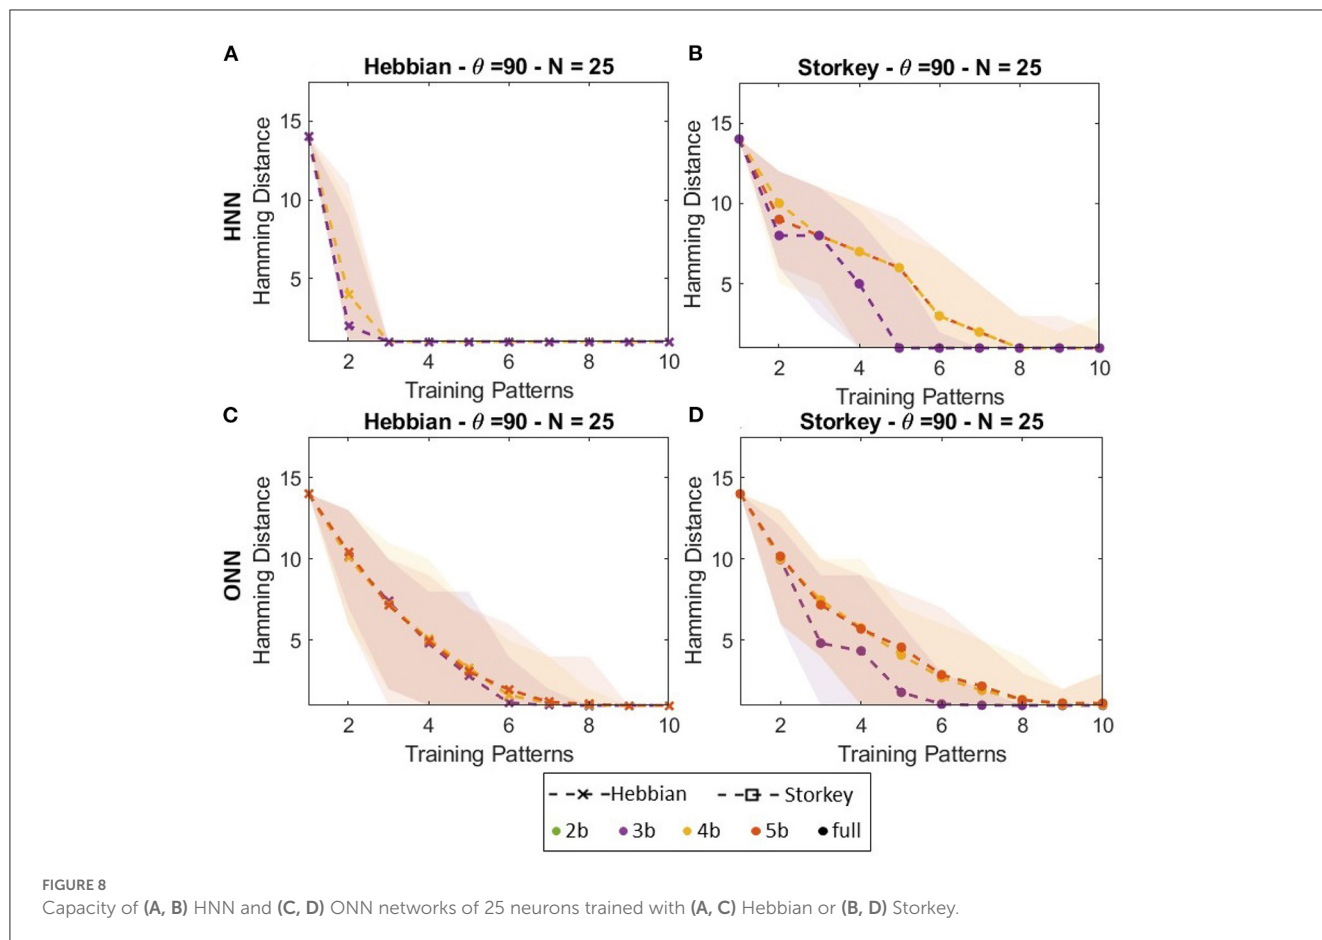 A
Hebbian - θ =90 - N = 25
HNN
Hamming Distance
15
10
5
2
4
6
8
10
Training Patterns
B
Storkey - θ =90 - N = 25
Hamming Distance
15
10
5
2
4
6
8
10
Training Patterns
C
Hebbian - θ =90 - N = 25
ONN
Hamming Distance
15
10
5
2
4
6
8
10
Training Patterns
D
Storkey - θ =90 - N = 25
Hamming Distance
15
10
5
2
4
6
8
10
Training Patterns
Hebbian Storkey
2b 3b 4b 5b full
FIGURE 8
Capacity of (A, B) HNN and (C, D) ONN networks of 25 neurons trained with (A, C) Hebbian or (B, D) Storkey.